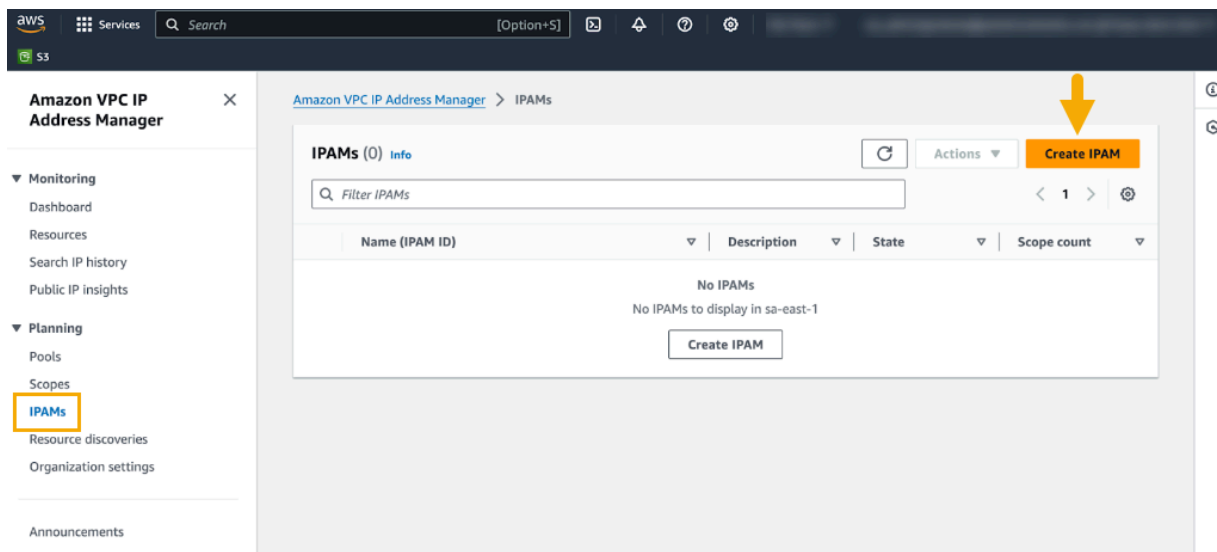 aws Services Search [Option+S]
S3
Amazon VPC IP
Address Manager
Monitoring
Dashboard
Resources
Search IP history
Public IP insights
Planning
Pools
Scopes
IPAMs
Resource discoveries
Organization settings
Announcements
Amazon VPC IP Address Manager > IPAMs
IPAMs (0) Info
Actions
Create IPAM
Filter IPAMs
< 1 >
Name (IPAM ID) Description State Scope count
No IPAMs
No IPAMs to display in sa-east-1
Create IPAM